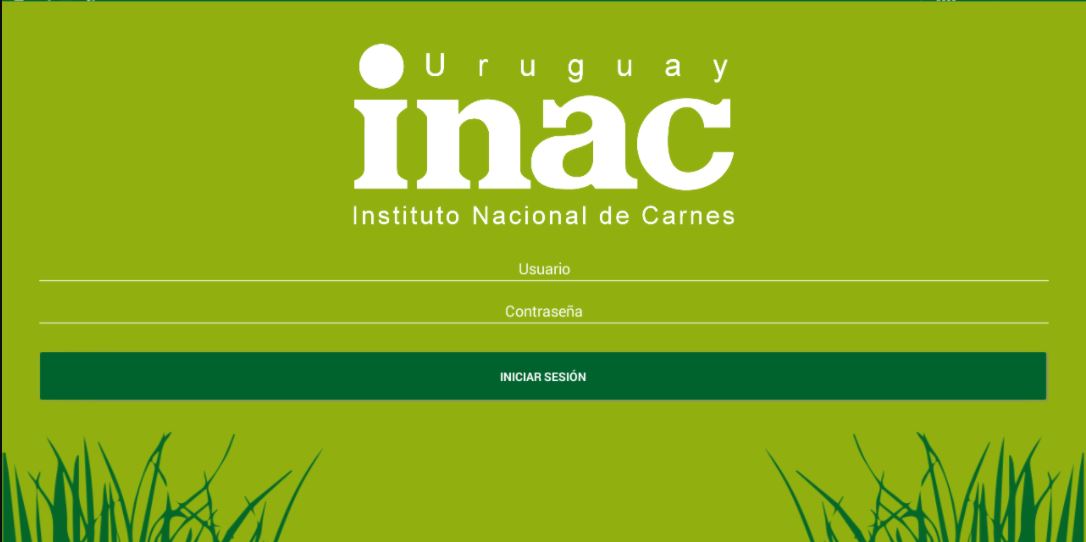 Uruguay
inac
Instituto Nacional de Carnes
Usuario
Contraseña
INICIAR SESIÓN